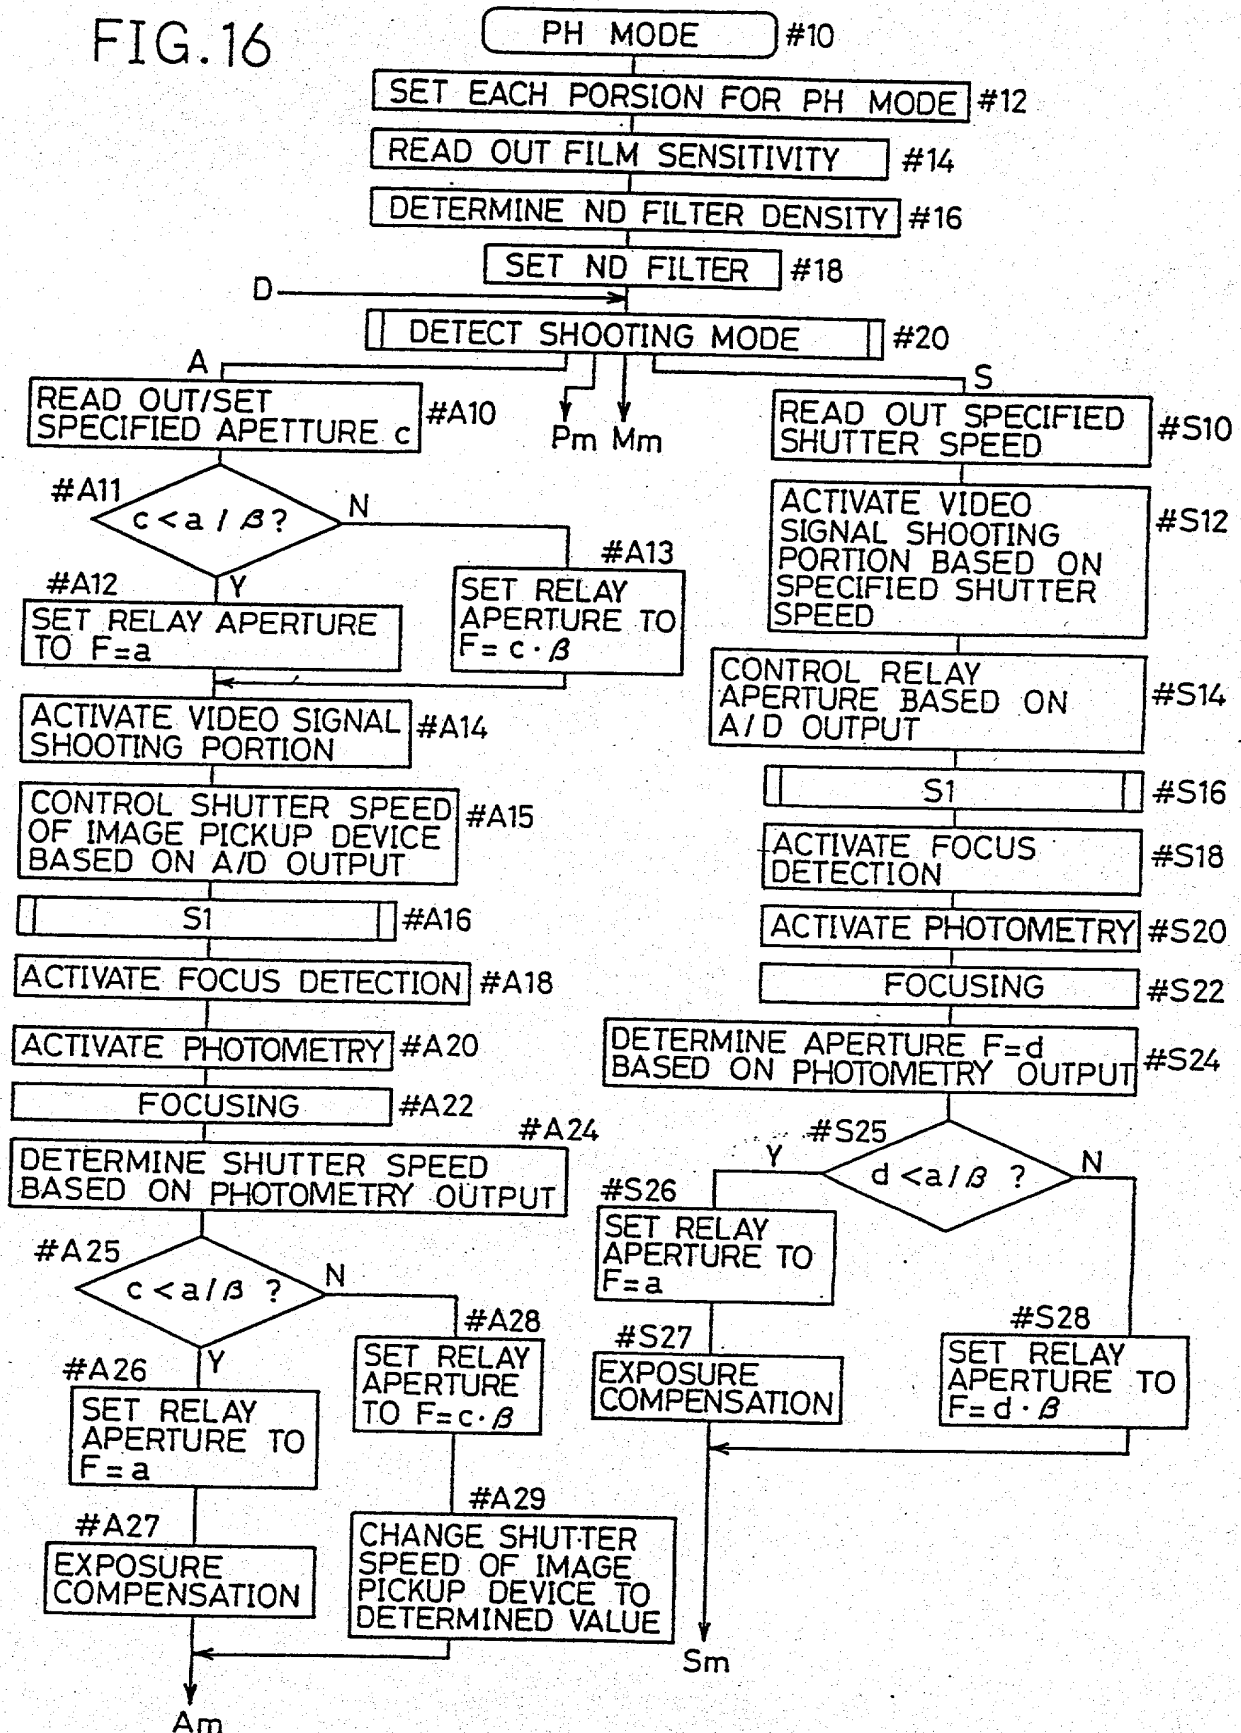 FIG.16
PH MODE #10
SET EACH PORSION FOR PH MODE #12
READ OUT FILM SENSITIVITY #14
DETERMINE ND FILTER DENSITY #16
SET ND FILTER #18
D
DETECT SHOOTING MODE #20
A
READ OUT/SET
SPECIFIED APETTURE c
#A10
Pm Mm
S
READ OUT SPECIFIED
SHUTTER SPEED
#S10
#A11
c<a/β?
N
Y
#A12
SET RELAY APERTURE
TO F=a
#A13
SET RELAY
APERTURE TO
F=c·β
ACTIVATE VIDEO SIGNAL
SHOOTING PORTION
#A14
CONTROL SHUTTER SPEED
OF IMAGE PICKUP DEVICE
BASED ON A/D OUTPUT
#A15
S1 #A16
ACTIVATE FOCUS DETECTION #A18
ACTIVATE PHOTOMETRY #A20
FOCUSING #A22
#A24
DETERMINE SHUTTER SPEED
BASED ON PHOTOMETRY OUTPUT
#A25
c<a/β ?
N
Y
#A26
SET RELAY
APERTURE TO
F=a
#A27
EXPOSURE
COMPENSATION
#A28
SET RELAY
APERTURE
TO F=c·β
#A29
CHANGE SHUTTER
SPEED OF IMAGE
PICKUP DEVICE TO
DETERMINED VALUE
Am
ACTIVATE VIDEO
SIGNAL SHOOTING
PORTION BASED ON
SPECIFIED SHUTTER
SPEED
#S12
CONTROL RELAY
APERTURE BASED ON
A/D OUTPUT
#S14
S1 #S16
ACTIVATE FOCUS
DETECTION
#S18
ACTIVATE PHOTOMETRY #S20
FOCUSING #S22
DETERMINE APERTURE F=d
BASED ON PHOTOMETRY OUTPUT
#S24
#S25
d<a/β ?
Y
N
#S26
SET RELAY
APERTURE TO
F=a
#S27
EXPOSURE
COMPENSATION
#S28
SET RELAY
APERTURE TO
F=d·β
Sm